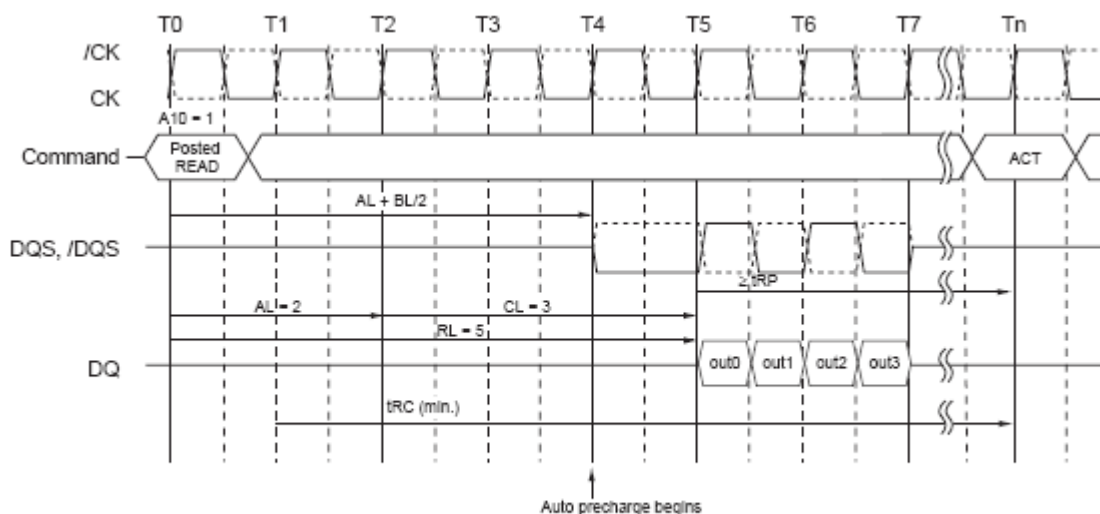 T0 T1 T2 T3 T4 T5 T6 T7 Tn
/CK
CK
A10 = 1
Command
Posted
READ
ACT
AL + BL/2
DQS, /DQS
≥ tRP
AL = 2
CL = 3
RL = 5
DQ
out0 out1 out2 out3
tRC (min.)
Auto precharge begins